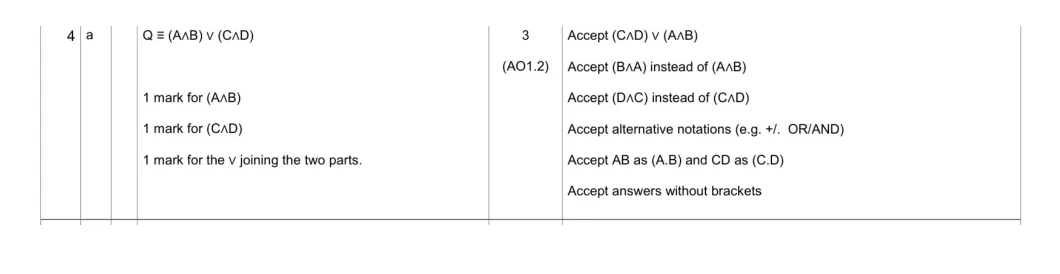 4 a Q ≡ (A∧B) ∨ (C∧D) 3 Accept (C∧D) ∨ (A∧B)
(AO1.2) Accept (B∧A) instead of (A∧B)
1 mark for (A∧B) Accept (D∧C) instead of (C∧D)
1 mark for (C∧D) Accept alternative notations (e.g. +/. OR/AND)
1 mark for the ∨ joining the two parts. Accept AB as (A.B) and CD as (C.D)
Accept answers without brackets